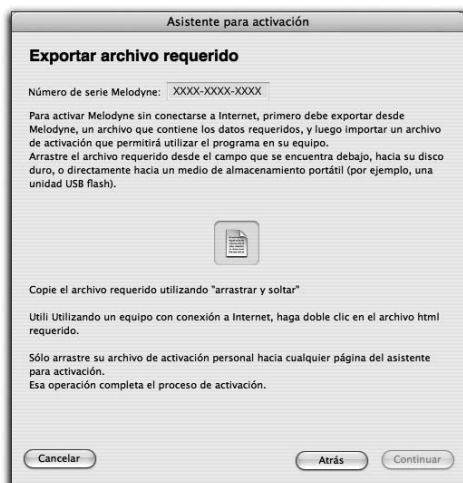 Asistente para activación
Exportar archivo requerido
Número de serie Melodyne: XXXX-XXXX-XXXX
Para activar Melodyne sin conectarse a Internet, primero debe exportar desde
Melodyne, un archivo que contiene los datos requeridos, y luego importar un archivo
de activación que permitirá utilizar el programa en su equipo.
Arrastre el archivo requerido desde el campo que se encuentra debajo, hacia su disco
duro, o directamente hacia un medio de almacenamiento portátil (por ejemplo, una
unidad USB flash).
Copie el archivo requerido utilizando "arrastrar y soltar"
Utili Utilizando un equipo con conexión a Internet, haga doble clic en el archivo html
requerido.
Sólo arrastre su archivo de activación personal hacia cualquier página del asistente
para activación.
Esa operación completa el proceso de activación.
Cancelar Atrás Continuar